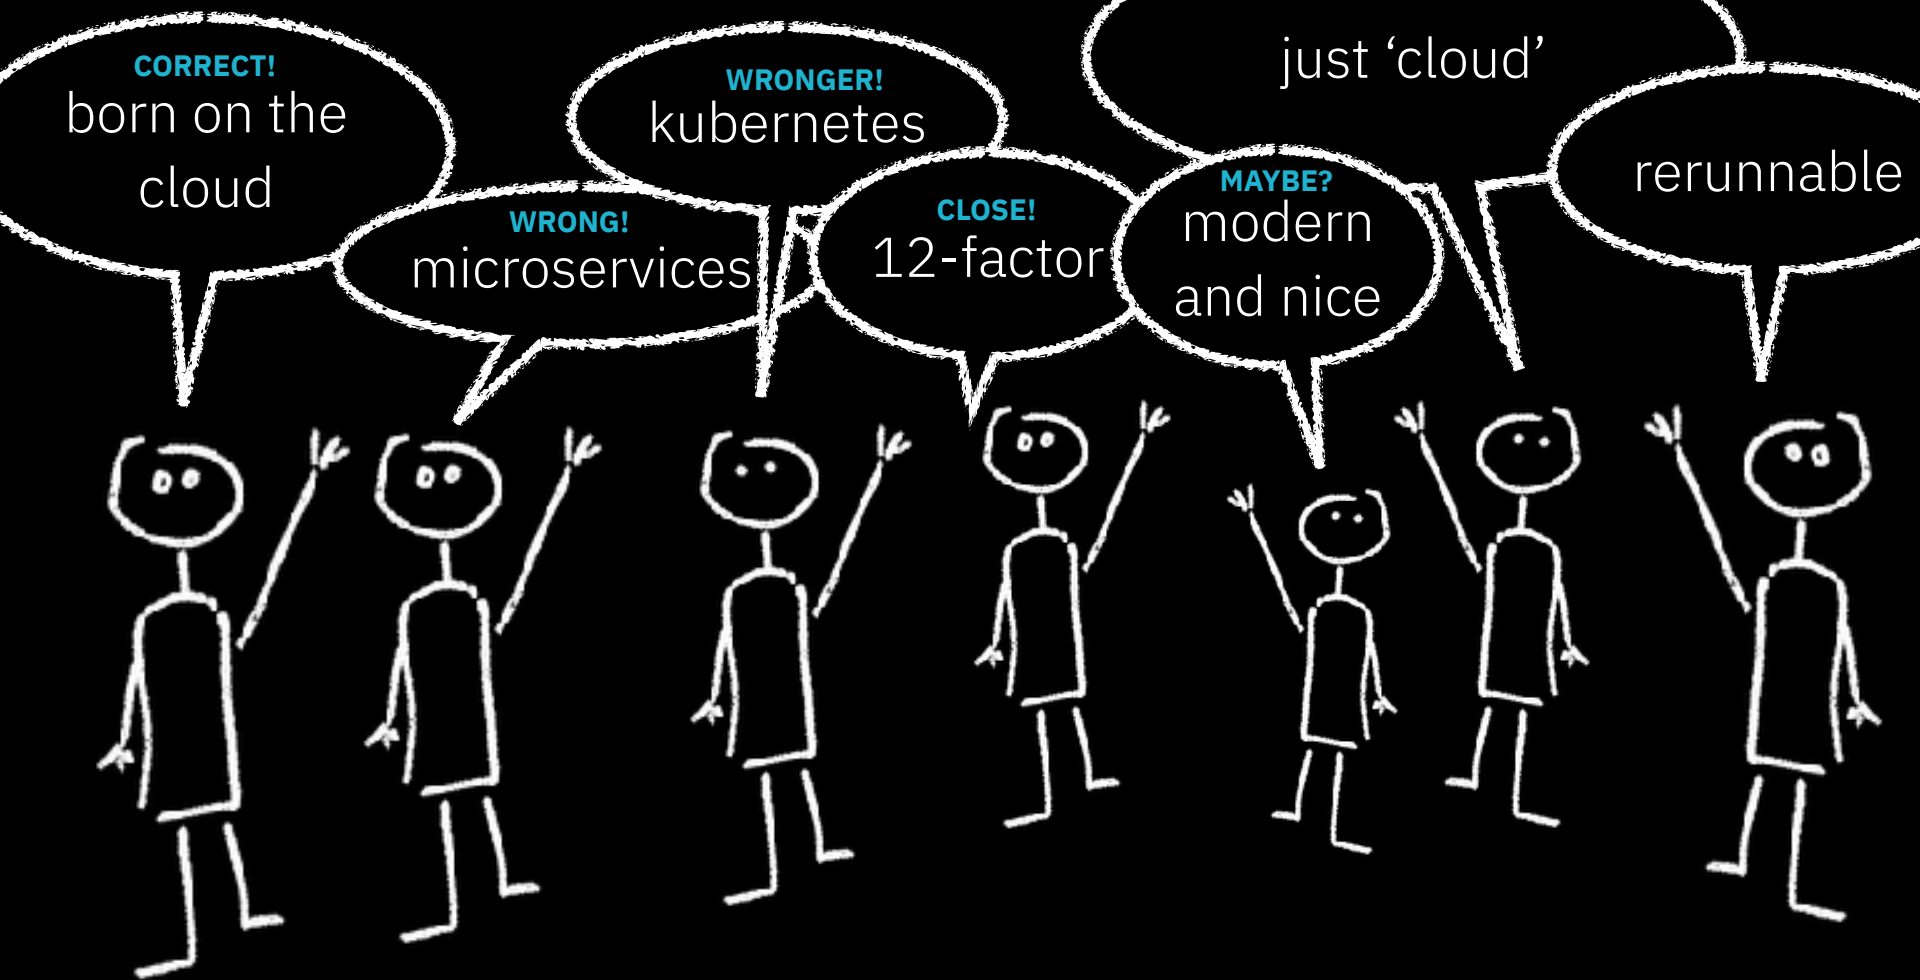 CORRECT!
born on the
cloud
WRONG!
microservices
WRONGER!
kubernetes
CLOSE!
12-factor
MAYBE?
modern
and nice
just ‘cloud’
rerunnable